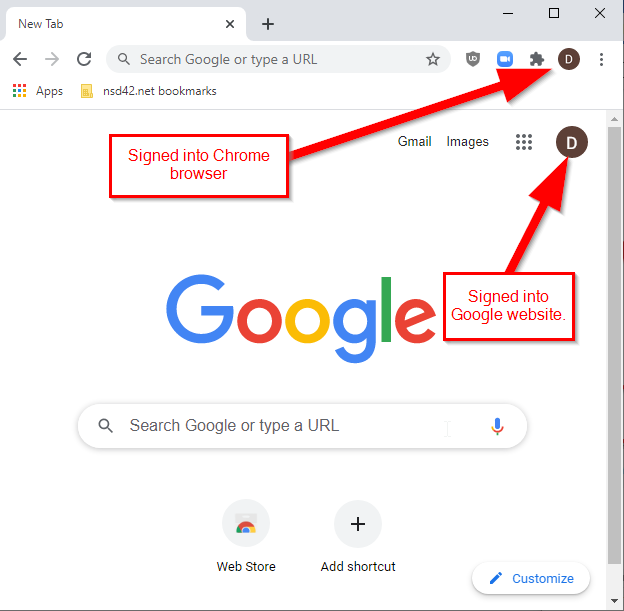 New Tab
Search Google or type a URL
UD
D
Apps
nsd42.net bookmarks
Gmail Images
D
Signed into Chrome
browser
Signed into
Google website.
Google
Search Google or type a URL
Web Store
Add shortcut
Customize